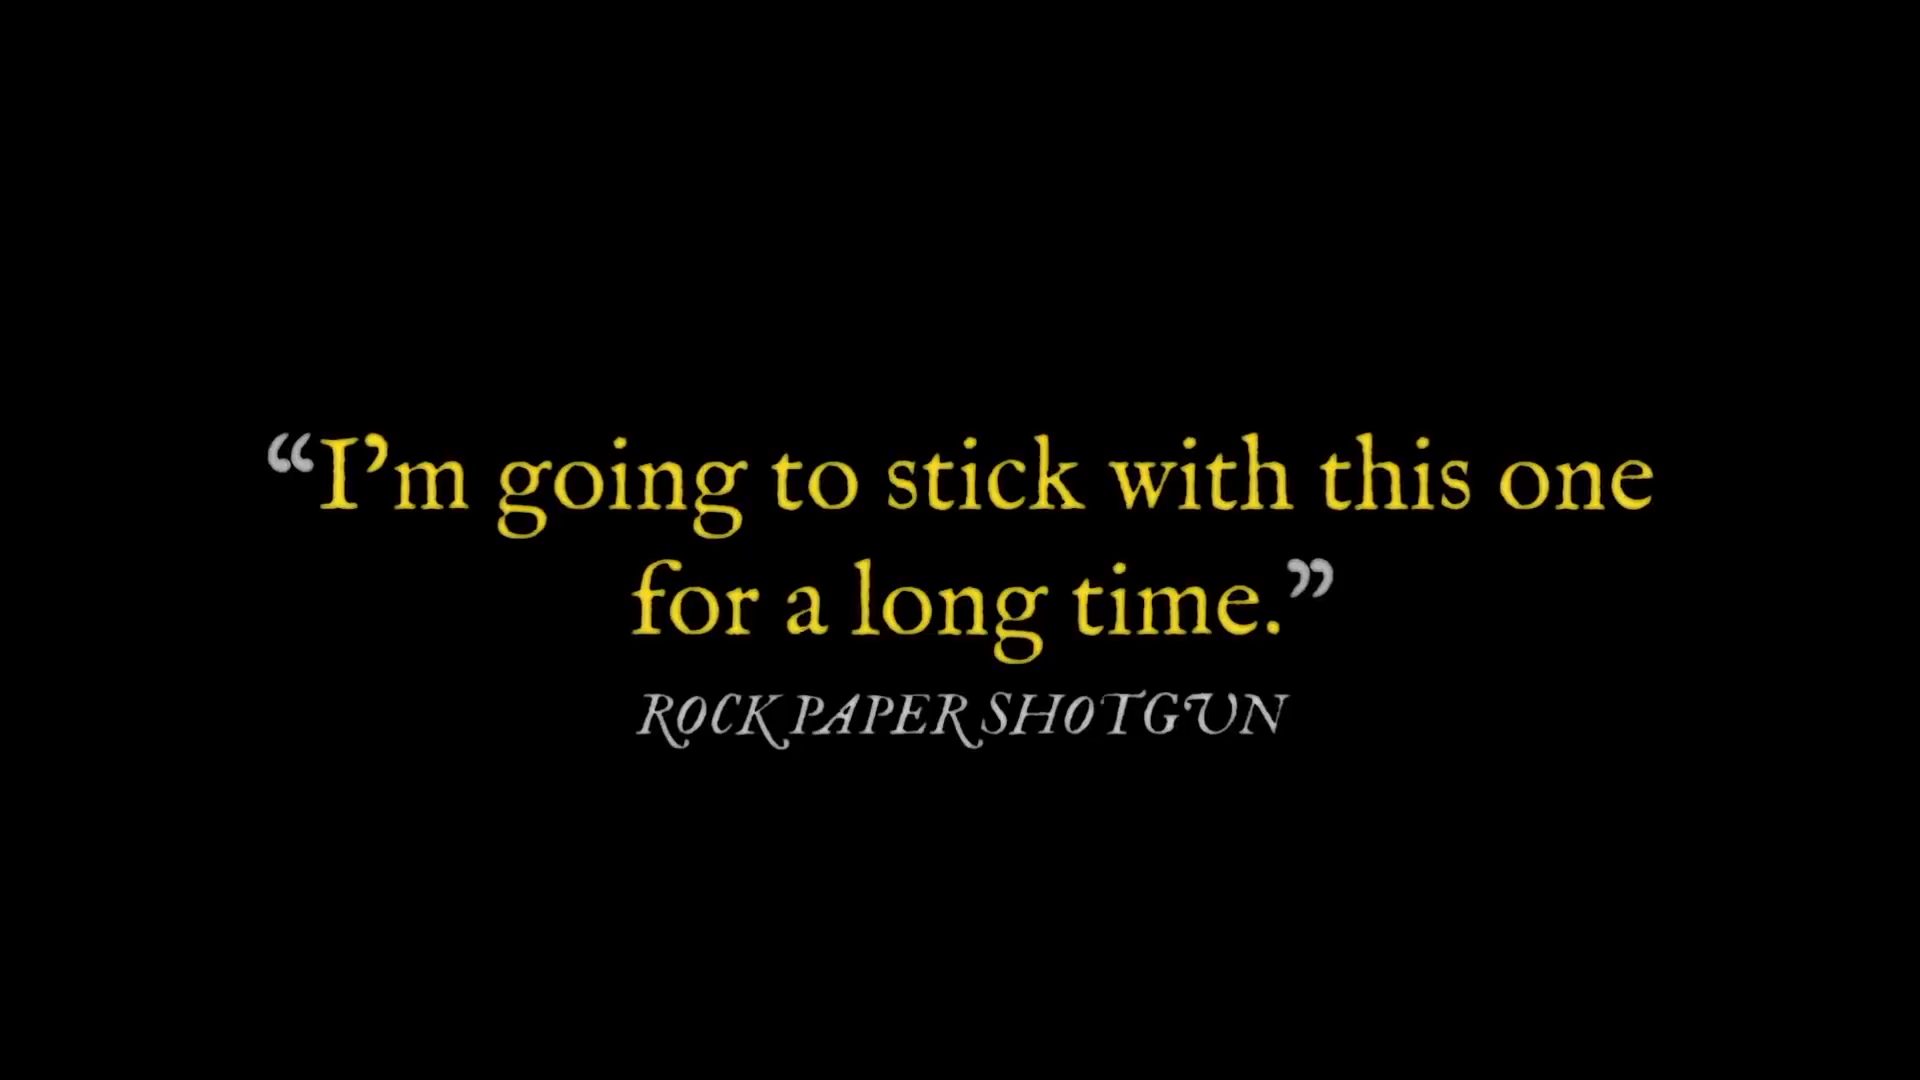 “I’m going to stick with this one
for a long time.”
ROCK PAPER SHOTGUN